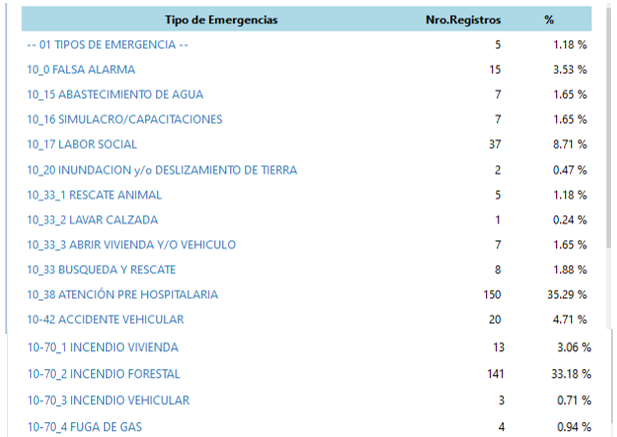 Tipo de Emergencias Nro.Registros %
-- 01 TIPOS DE EMERGENCIA -- 5 1.18 %
10_0 FALSA ALARMA 15 3.53 %
10_15 ABASTECIMIENTO DE AGUA 7 1.65 %
10_16 SIMULACRO/CAPACITACIONES 7 1.65 %
10_17 LABOR SOCIAL 37 8.71 %
10_20 INUNDACION y/o DESLIZAMIENTO DE TIERRA 2 0.47 %
10_33_1 RESCATE ANIMAL 5 1.18 %
10_33_2 LAVAR CALZADA 1 0.24 %
10_33_3 ABRIR VIVIENDA Y/O VEHICULO 7 1.65 %
10_33 BUSQUEDA Y RESCATE 8 1.88 %
10_38 ATENCIÓN PRE HOSPITALARIA 150 35.29 %
10-42 ACCIDENTE VEHICULAR 20 4.71 %
10-70_1 INCENDIO VIVIENDA 13 3.06 %
10-70_2 INCENDIO FORESTAL 141 33.18 %
10-70_3 INCENDIO VEHICULAR 3 0.71 %
10-70_4 FUGA DE GAS 4 0.94 %